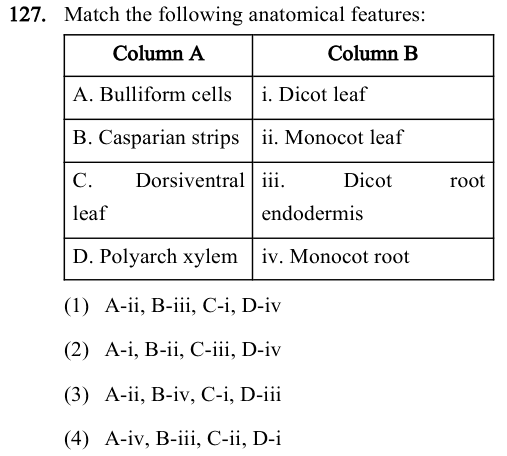 127. Match the following anatomical features:
Column A Column B
A. Bulliform cells i. Dicot leaf
B. Casparian strips ii. Monocot leaf
C. Dorsiventral iii. Dicot root
leaf endodermis
D. Polyarch xylem iv. Monocot root
(1) A-ii, B-iii, C-i, D-iv
(2) A-i, B-ii, C-iii, D-iv
(3) A-ii, B-iv, C-i, D-iii
(4) A-iv, B-iii, C-ii, D-i